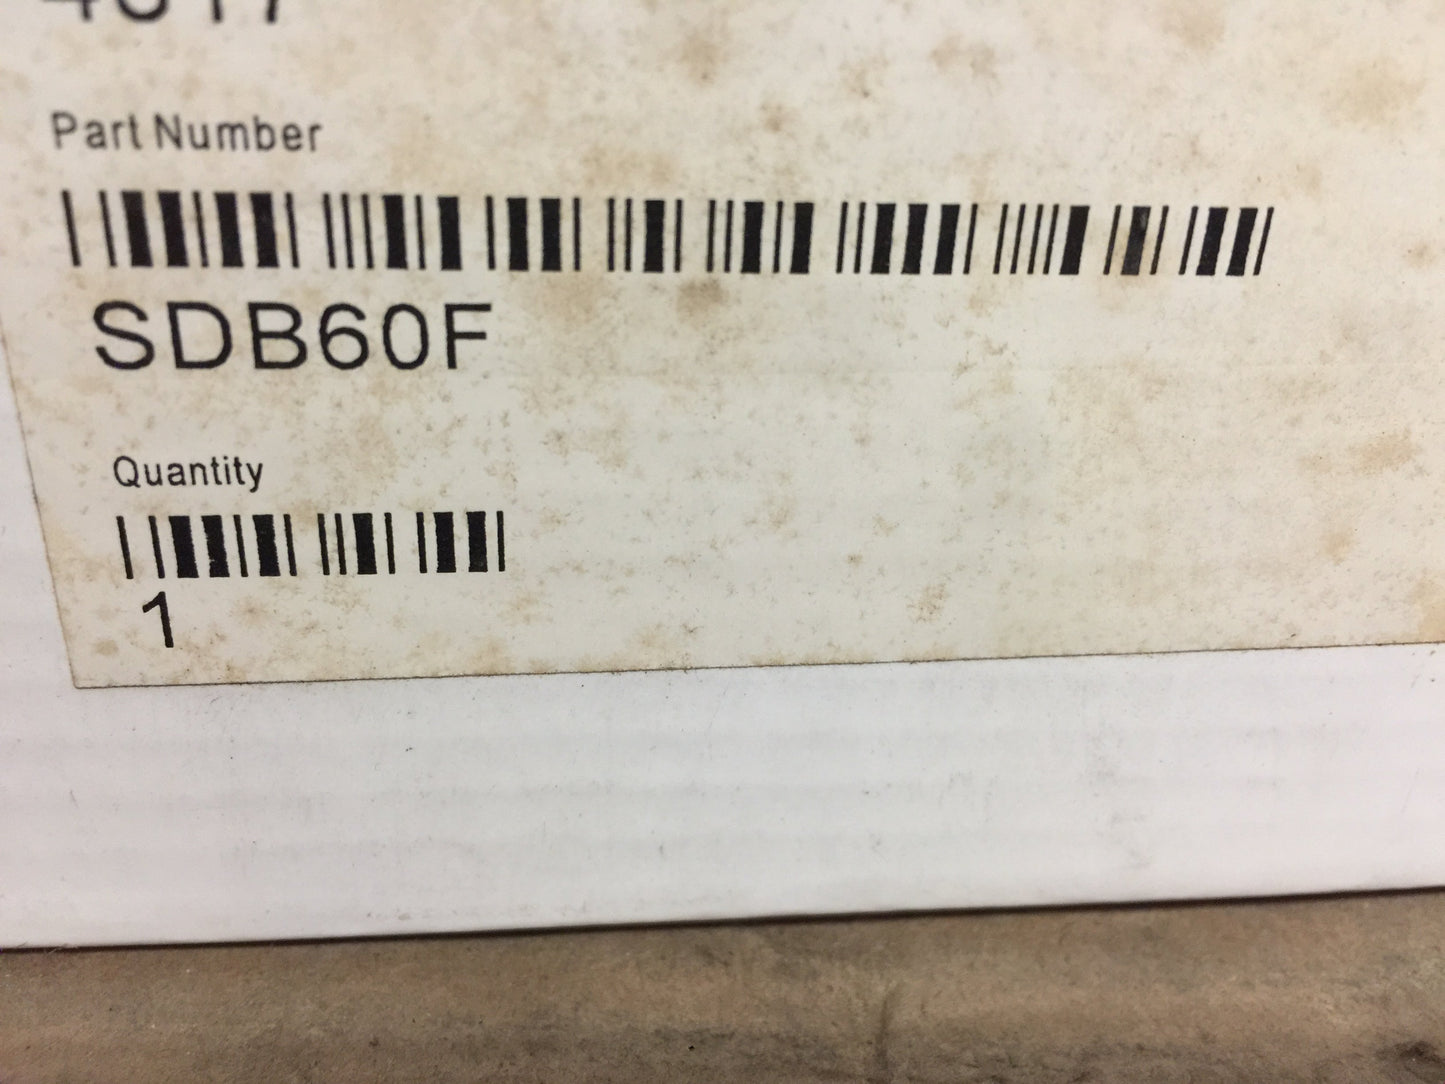 Part Number
SDB60F
Quantity
1